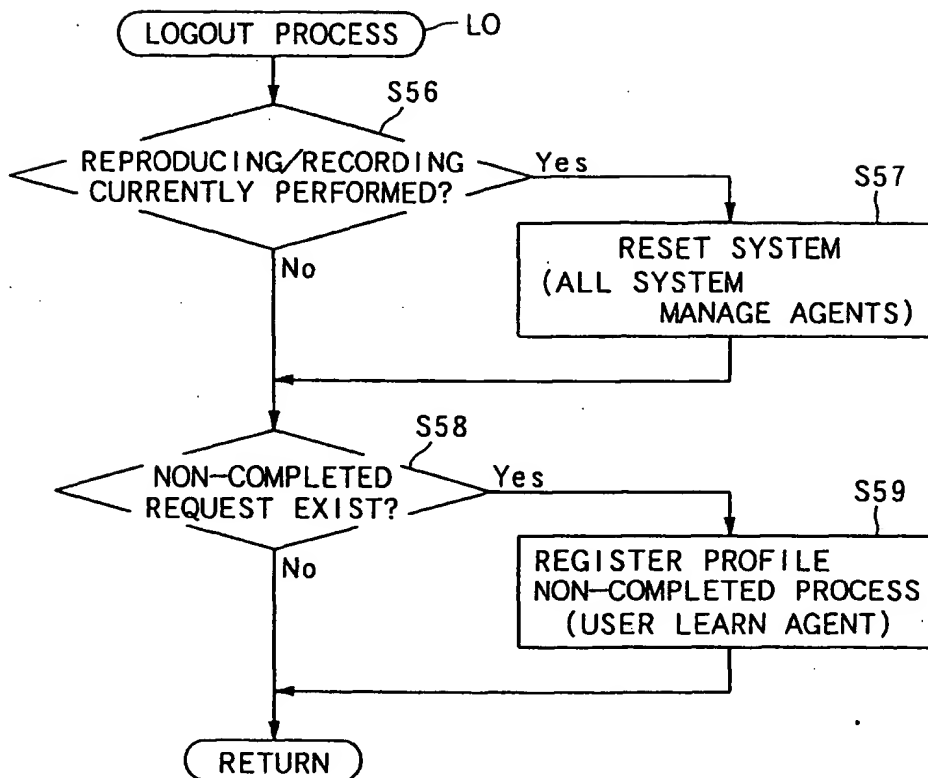 LOGOUT PROCESS
LO
S56
REPRODUCING/RECORDING
CURRENTLY PERFORMED?
Yes
S57
RESET SYSTEM
(ALL SYSTEM
MANAGE AGENTS)
No
S58
NON-COMPLETED
REQUEST EXIST?
Yes
S59
REGISTER PROFILE
NON-COMPLETED PROCESS
(USER LEARN AGENT)
No
RETURN